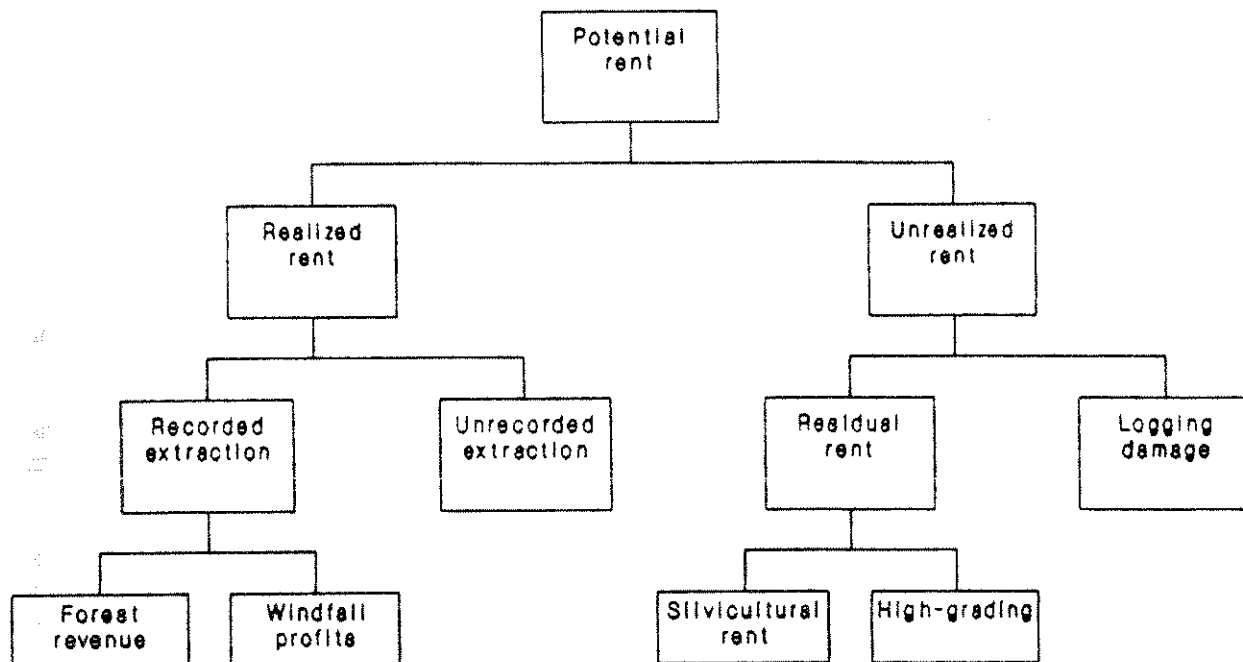 Potential
rent
Realized
rent
Unrealized
rent
Recorded
extraction
Unrecorded
extraction
Residual
rent
Logging
damage
Forest
revenue
Windfall
profits
Silvicultural
rent
High-grading